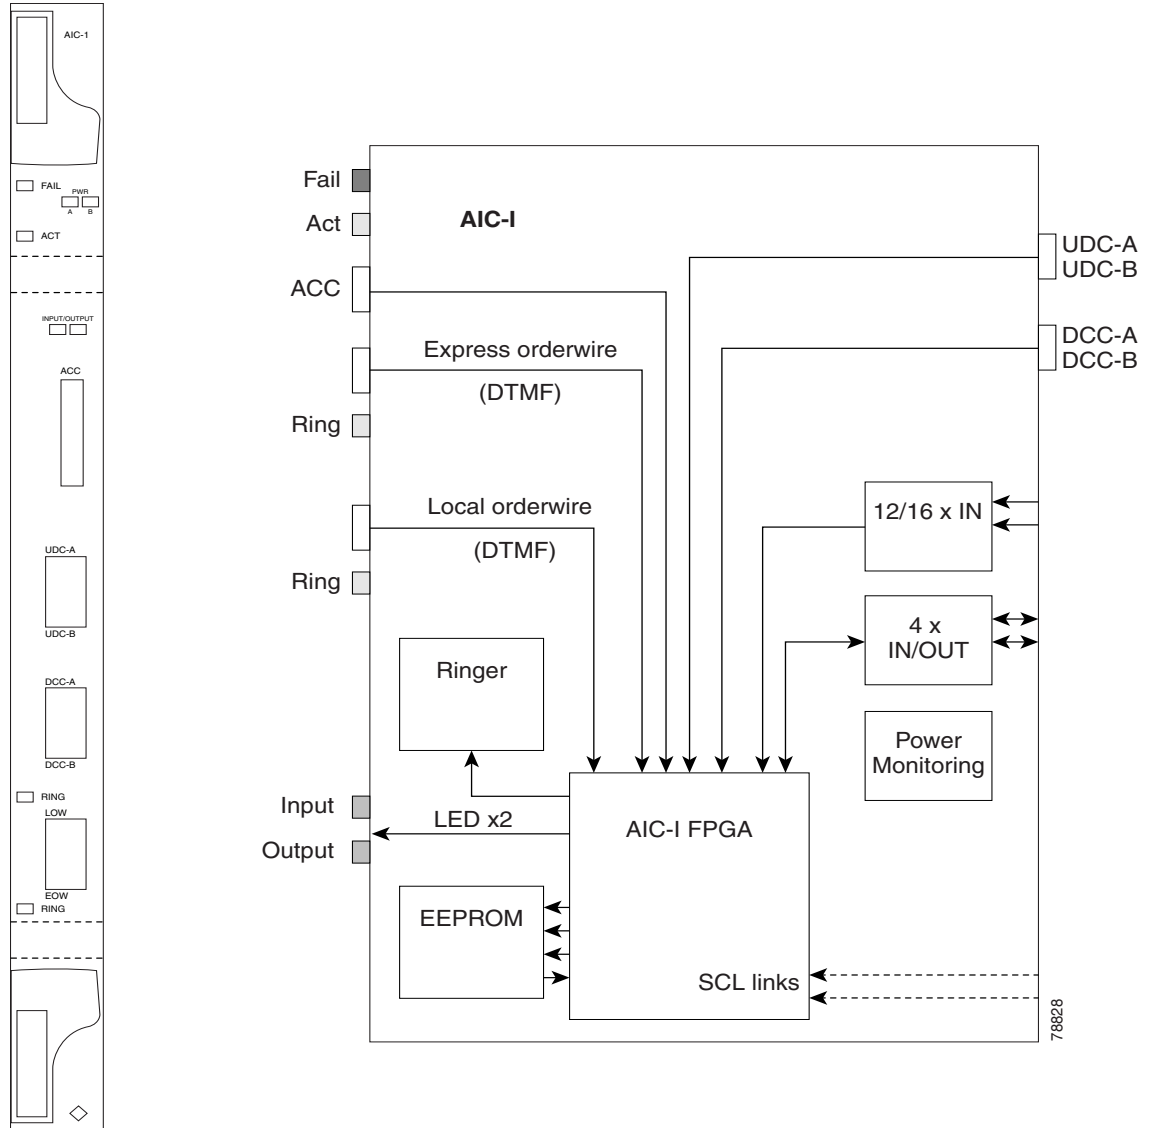 AIC-1
FAIL
PWR
A B
ACT
INPUT/OUTPUT
ACC
UDC-A
UDC-B
DCC-A
DCC-B
RING
LOW
EOW
RING
Fail
Act
AIC-I
ACC
Express orderwire
(DTMF)
Ring
Local orderwire
(DTMF)
Ring
Ringer
Input
LED x2
Output
EEPROM
AIC-I FPGA
SCL links
UDC-A
UDC-B
DCC-A
DCC-B
12/16 x IN
4 x
IN/OUT
Power
Monitoring
78828